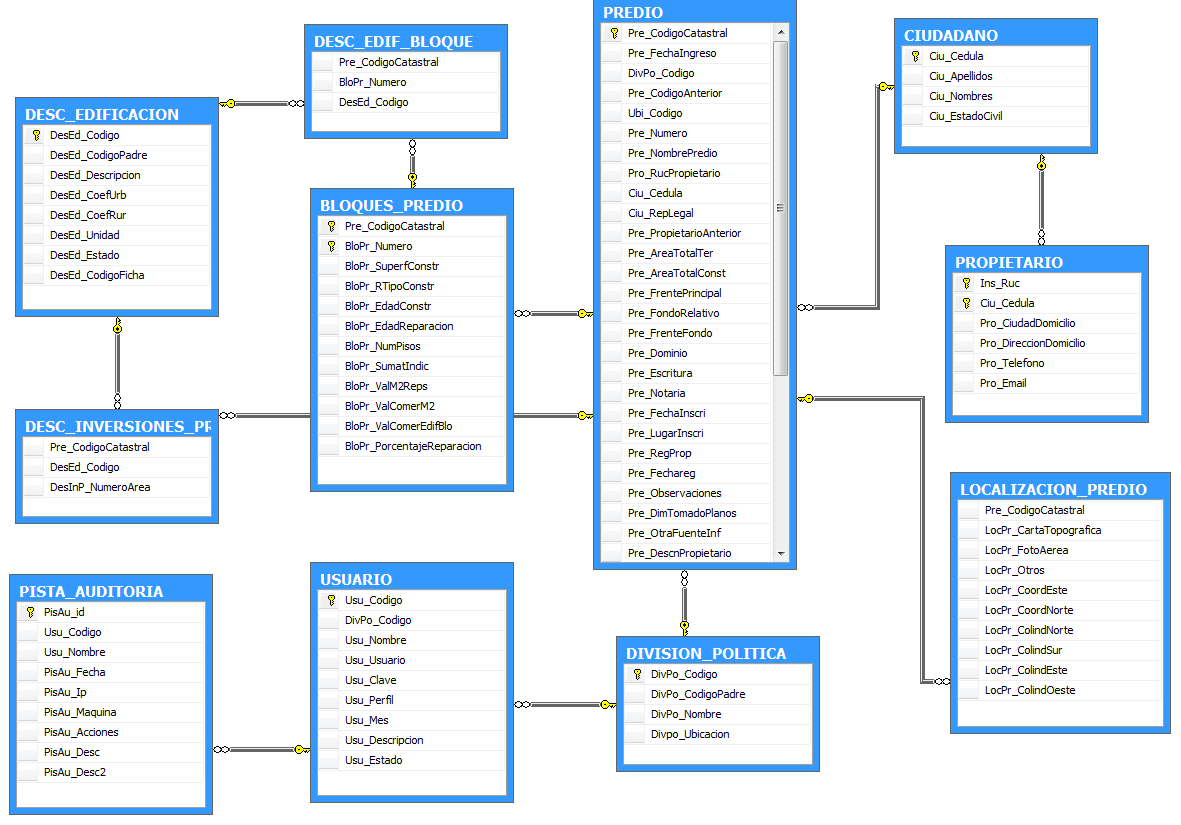 DESC_EDIF_BLOQUE
Pre_CodigoCatastral
BloPr_Numero
DesEd_Codigo
PREDIO
Pre_CodigoCatastral
Pre_FechaIngreso
DivPo_Codigo
Pre_CodigoAnterior
Ubi_Codigo
Pre_Numero
Pre_NombrePredio
Pro_RucPropietario
Ciu_Cedula
Ciu_RepLegal
Pre_PropietarioAnterior
Pre_AreaTotalTer
Pre_AreaTotalConst
Pre_FrentePrincipal
Pre_FondoRelativo
Pre_FrenteFondo
Pre_Dominio
Pre_Escritura
Pre_Notaria
Pre_FechaInscri
Pre_LugarInscri
Pre_RegProp
Pre_Fechareg
Pre_Observaciones
Pre_DimTomadoPlanos
Pre_OtraFuenteInf
Pre_DescnPropietario
CIUDADANO
Ciu_Cedula
Ciu_Apellidos
Ciu_Nombres
Ciu_EstadoCivil
DESC_EDIFICACION
DesEd_Codigo
DesEd_CodigoPadre
DesEd_Descripcion
DesEd_CoefUrb
DesEd_CoefRur
DesEd_Unidad
DesEd_Estado
DesEd_CodigoFicha
BLOQUES_PREDIO
Pre_CodigoCatastral
BloPr_Numero
BloPr_SuperfConstr
BloPr_RTipoConstr
BloPr_EdadConstr
BloPr_EdadReparacion
BloPr_NumPisos
BloPr_SumatIndic
BloPr_ValM2Reps
BloPr_ValComerM2
BloPr_ValComerEdifBlo
BloPr_PorcentajeReparacion
PROPIETARIO
Ins_Ruc
Ciu_Cedula
Pro_CiudadDomicilio
Pro_DireccionDomicilio
Pro_Telefono
Pro_Email
DESC_INVERSIONES_PR
Pre_CodigoCatastral
DesEd_Codigo
DesInP_NumeroArea
LOCALIZACION_PREDIO
Pre_CodigoCatastral
LocPr_CartaTopografica
LocPr_FotoAerea
LocPr_Otros
LocPr_CoordEste
LocPr_CoordNorte
LocPr_ColindNorte
LocPr_ColindSur
LocPr_ColindEste
LocPr_ColindOeste
PISTA_AUDITORIA
PisAu_id
Usu_Codigo
Usu_Nombre
PisAu_Fecha
PisAu_Ip
PisAu_Maquina
PisAu_Acciones
PisAu_Desc
PisAu_Desc2
USUARIO
Usu_Codigo
DivPo_Codigo
Usu_Nombre
Usu_Usuario
Usu_Clave
Usu_Perfil
Usu_Mes
Usu_Descripcion
Usu_Estado
DIVISION_POLITICA
DivPo_Codigo
DivPo_CodigoPadre
DivPo_Nombre
Divpo_Ubicacion